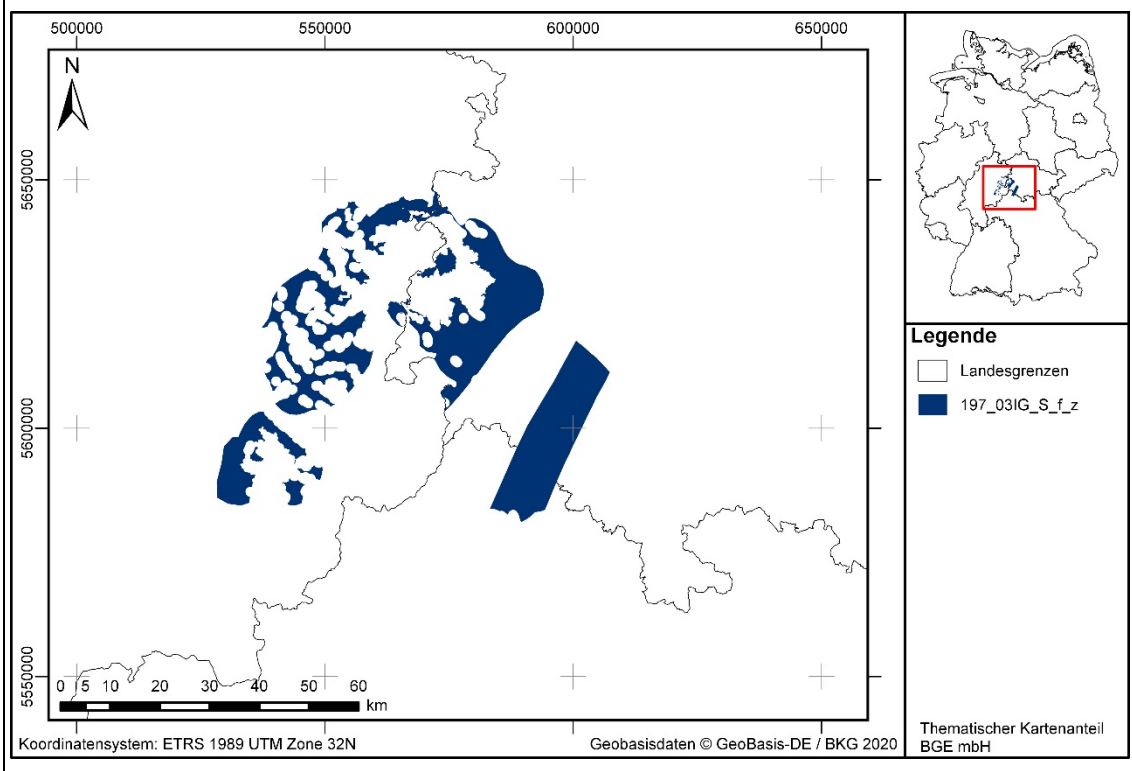 500000
550000
600000
650000
N
5650000
5600000
5550000
0 5 10 20 30 40 50 60
km
Koordinatensystem: ETRS 1989 UTM Zone 32N
Geobasisdaten © GeoBasis-DE / BKG 2020
Legende
Landesgrenzen
197_03IG_S_f_z
Thematischer Kartenanteil
BGE mbH